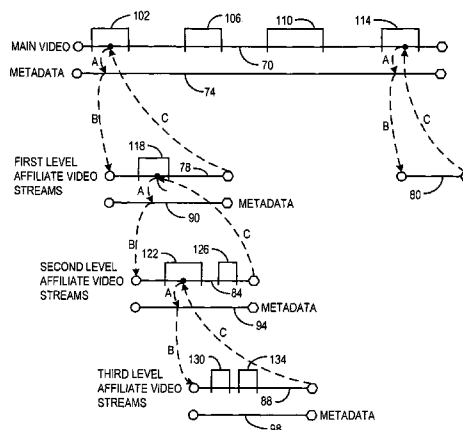 102 106 110 114
MAIN VIDEO
A 70 A
METADATA
74
B C B C
118
FIRST LEVEL
AFFILIATE VIDEO
STREAMS
78 80
A
90 METADATA
B C
122 126
SECOND LEVEL
AFFILIATE VIDEO
STREAMS
A 84
METADATA
94
B C
130 134
THIRD LEVEL
AFFILIATE VIDEO
STREAMS
88
METADATA
98